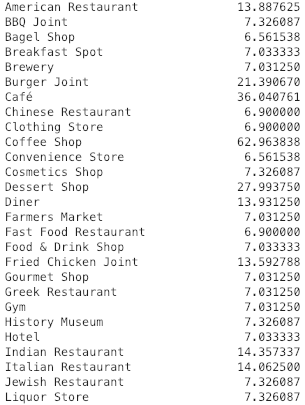 American Restaurant 13.887625
BBQ Joint 7.326087
Bagel Shop 6.561538
Breakfast Spot 7.033333
Brewery 7.031250
Burger Joint 21.390670
Café 36.040761
Chinese Restaurant 6.900000
Clothing Store 6.900000
Coffee Shop 62.963838
Convenience Store 6.561538
Cosmetics Shop 7.326087
Dessert Shop 27.993750
Diner 13.931250
Farmers Market 7.031250
Fast Food Restaurant 6.900000
Food & Drink Shop 7.033333
Fried Chicken Joint 13.592788
Gourmet Shop 7.031250
Greek Restaurant 7.031250
Gym 7.031250
History Museum 7.326087
Hotel 7.033333
Indian Restaurant 14.357337
Italian Restaurant 14.062500
Jewish Restaurant 7.326087
Liquor Store 7.326087